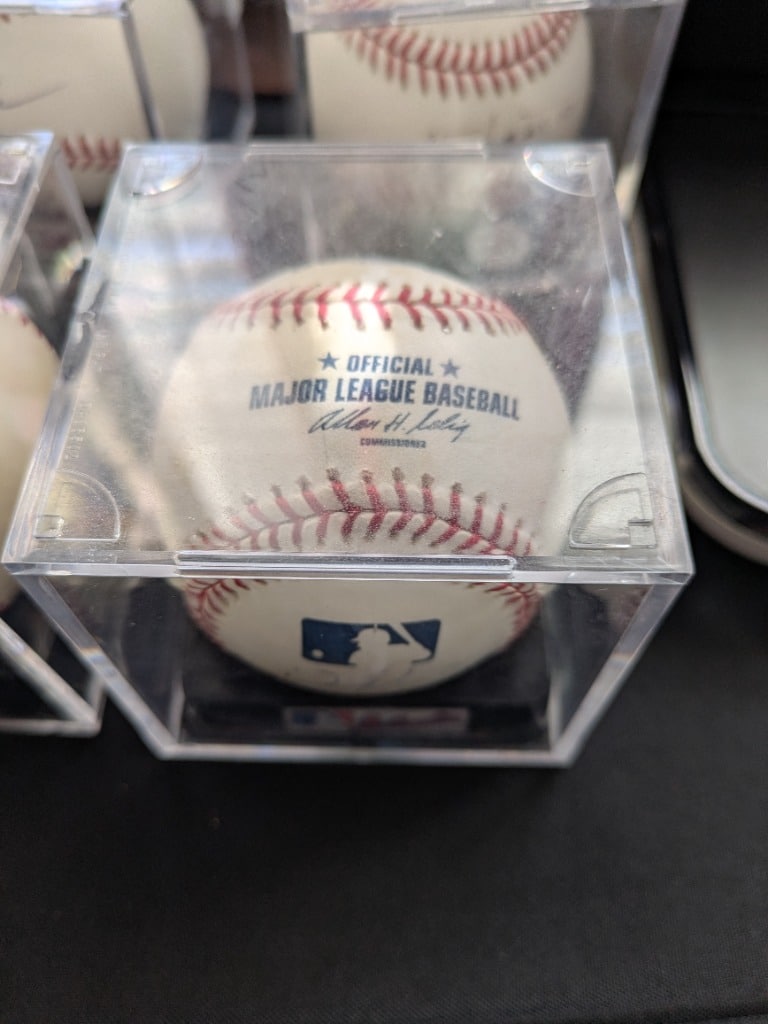 ★ OFFICIAL ★
MAJOR LEAGUE BASEBALL
Allan H. Selig
COMMISSIONER